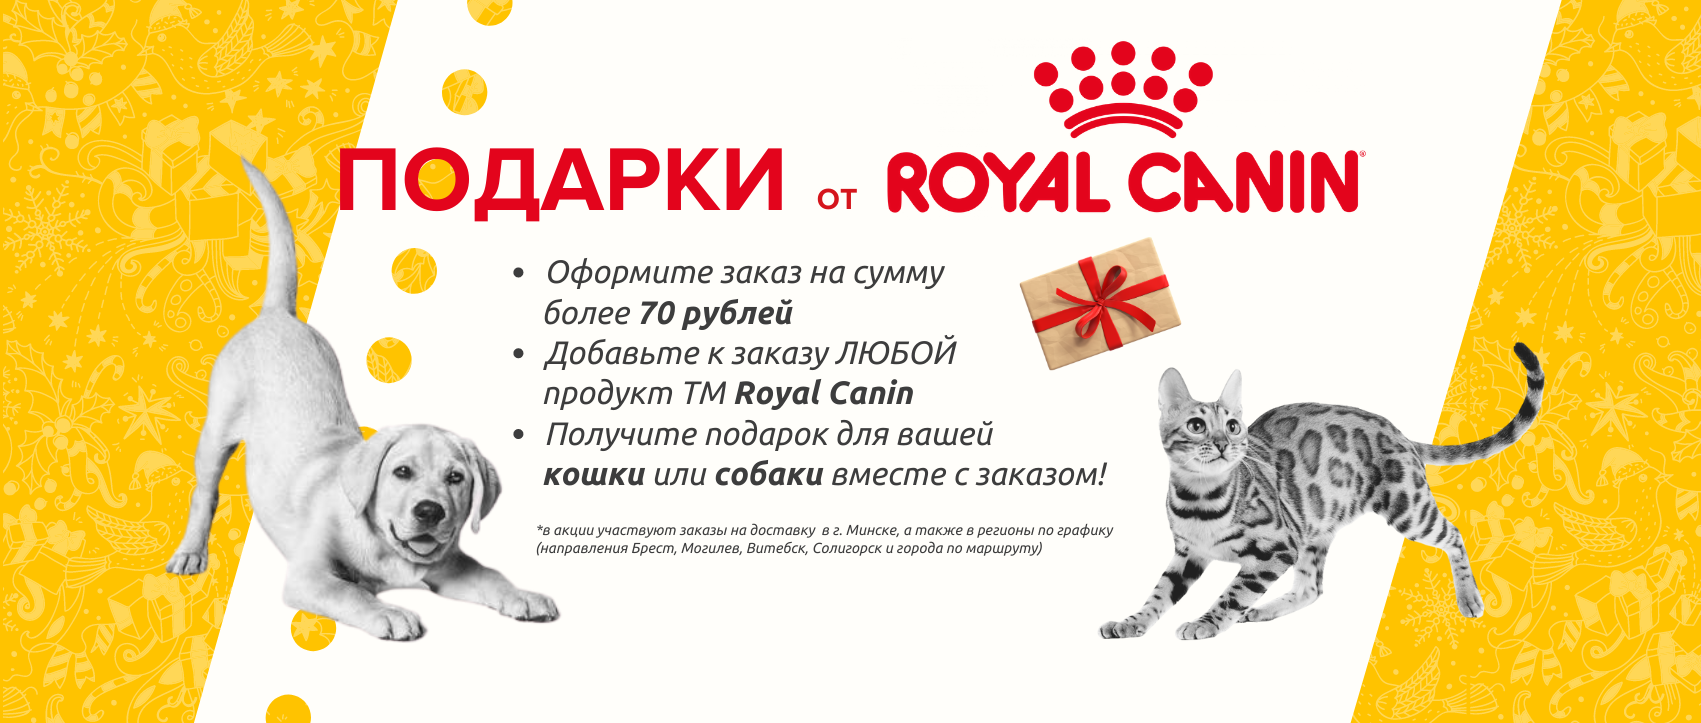 ПОДАРКИ от ROYAL CANIN®
• Оформите заказ на сумму
более 70 рублей
• Добавьте к заказу ЛЮБОЙ
продукт ТМ Royal Canin
• Получите подарок для вашей
кошки или собаки вместе с заказом!
*в акции участвуют заказы на доставку в г. Минске, а также в регионы по графику
(направления Брест, Могилев, Витебск, Солигорск и города по маршруту)